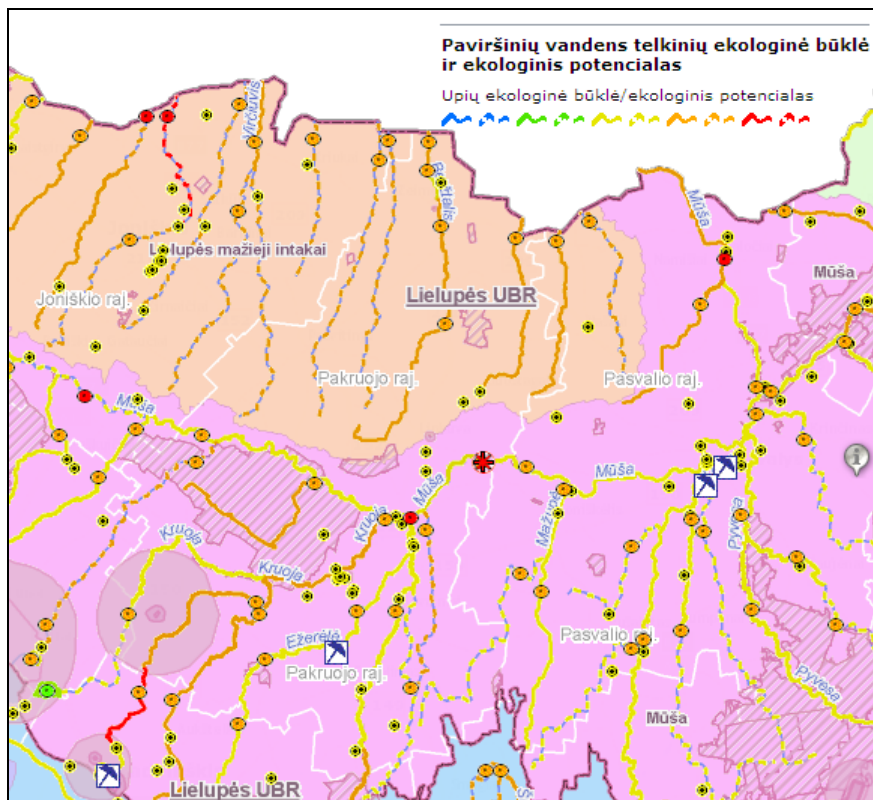 Paviršinių vandens telkinių ekologinė būklė
ir ekologinis potencialas
Upių ekologinė būklė/ekologinis potencialas
Virčiuvis
Mūša
Lielupės mažieji intakai
Mūša
Joniškio raj.
Lielupės UBR
Pakruojo raj.
Pasvalio raj.
Mūša
Mūša
Mūša
Kruoja
Kruoja
Mažupė
Pyvesa
Kruoja
Ežerėlė
Pasvalio raj.
Pakruojo raj.
Pyvesa
Mūša
Lielupės UBR